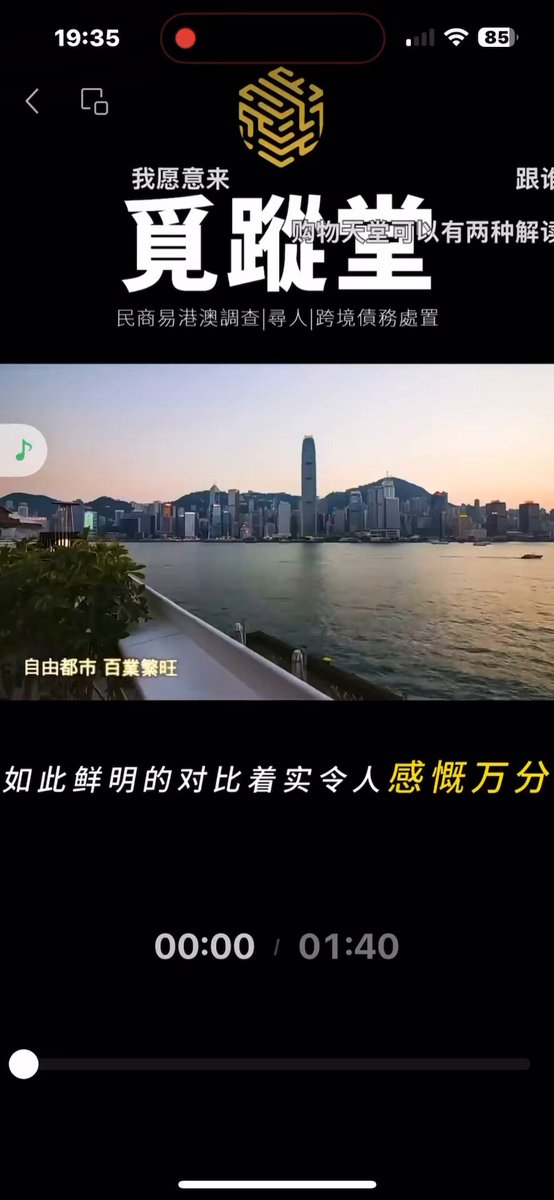 19:35
85
我愿意来
跟谁
覓蹤堂
购物天堂可以有两种解读
民商易港澳調查|尋人|跨境債務處置
自由都市 百業繁旺
如此鲜明的对比着实令人感慨万分
00:00 / 01:40